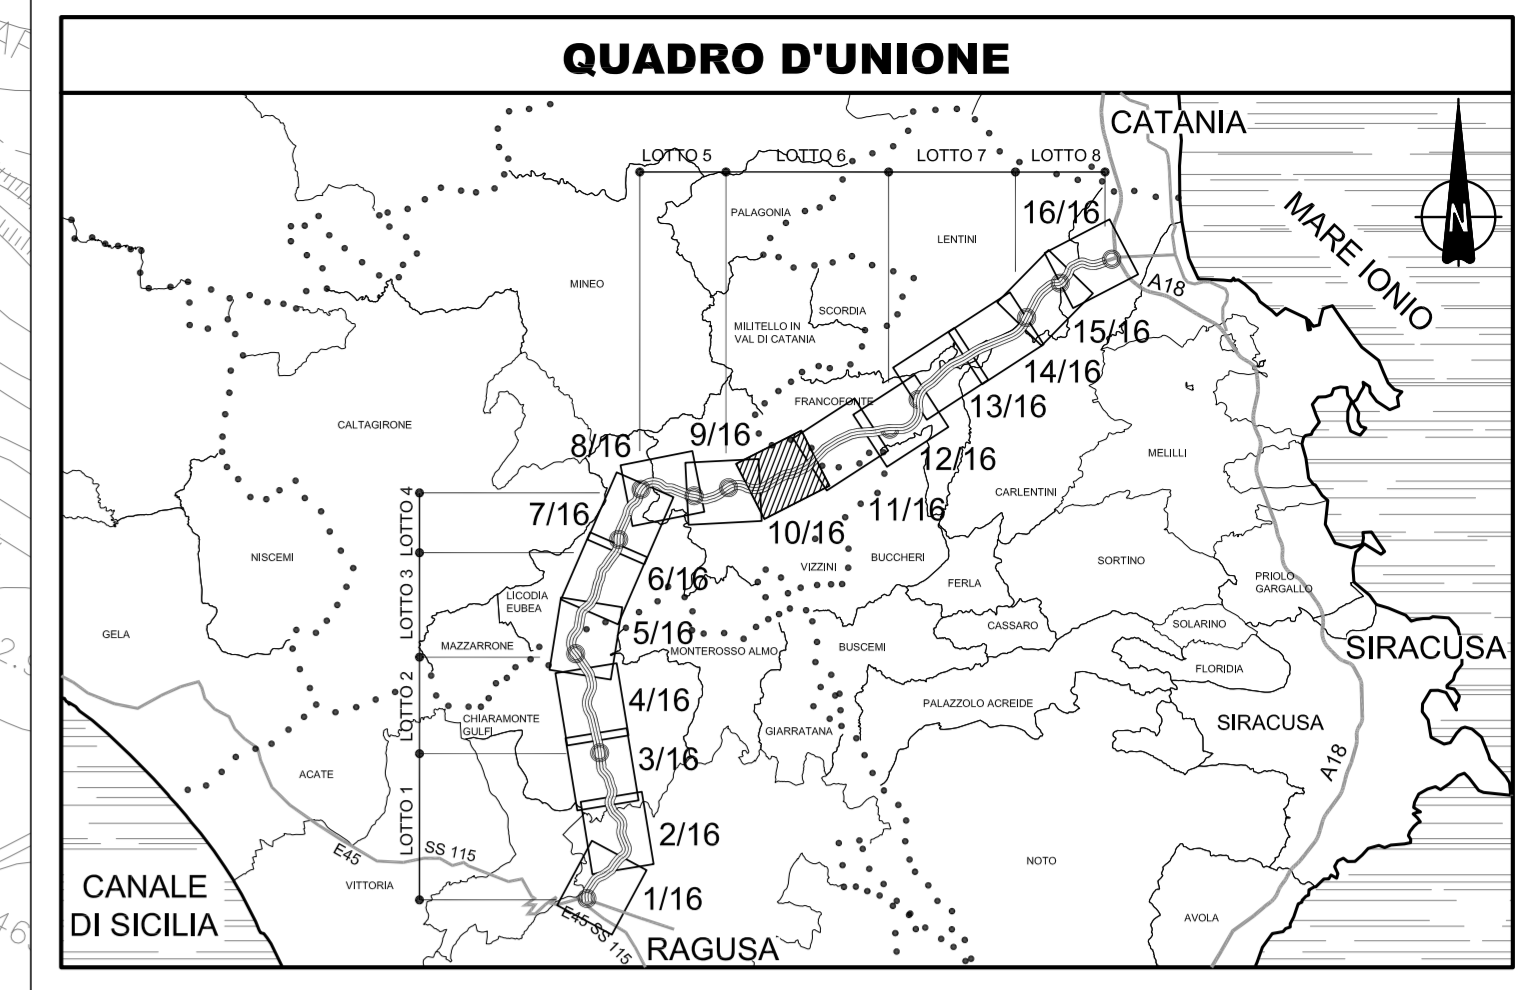 QUADRO D'UNIONE
CATANIA
LOTTO 5
LOTTO 6
LOTTO 7
LOTTO 8
PALAGONIA
16/16
MARE IONIO
N
LENTINI
MINEO
A18
SCORDIA
MILITELLO IN
VAL DI CATANIA
15/16
14/16
13/16
FRANCOFONTE
CALTAGIRONE
8/16
9/16
12/16
MELILLI
CARLENTINI
7/16
LOTTO 4
10/16
11/16
NISCEMI
VIZZINI
BUCCHERI
SORTINO
6/16
FERLA
PRIOLO
GARGALLO
LOTTO 3
LICODIA
EUBEA
GELA
5/16
CASSARO
SOLARINO
MAZZARRONE
MONTEROSSO ALMO
BUSCEMI
SIRACUSA
FLORIDIA
LOTTO 2
4/16
PALAZZOLO ACREIDE
CHIARAMONTE
GULFI
GIARRATANA
SIRACUSA
3/16
A18
ACATE
LOTTO 1
2/16
E45
SS 115
NOTO
CANALE
DI SICILIA
VITTORIA
1/16
AVOLA
E45 SS 115
RAGUSA